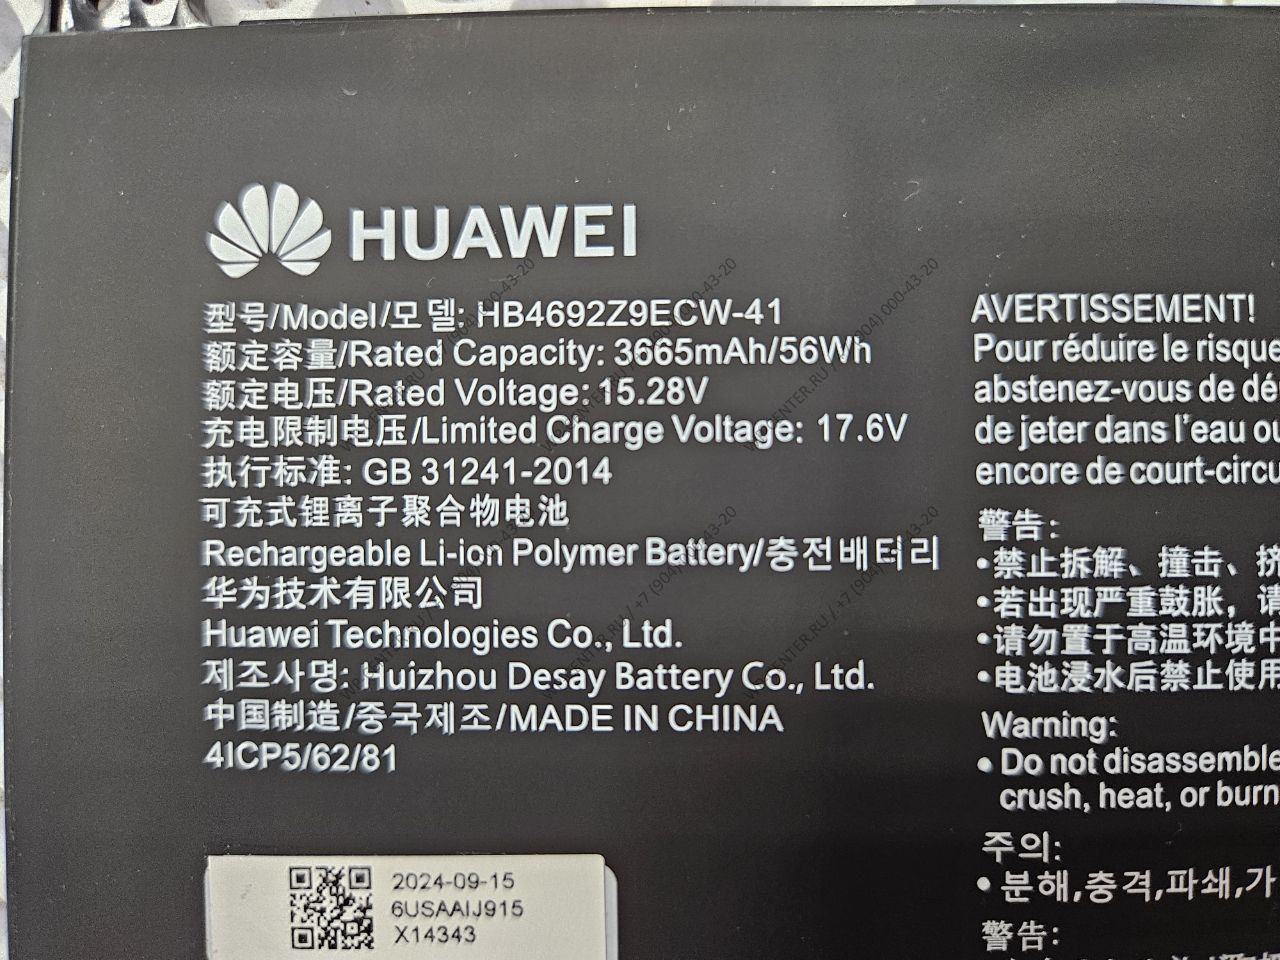 HUAWEI
型号/Model/모델: HB4692Z9ECW-41
额定容量/Rated Capacity: 3665mAh/56Wh
额定电压/Rated Voltage: 15.28V
充电限制电压/Limited Charge Voltage: 17.6V
执行标准: GB 31241-2014
可充式锂离子聚合物电池
Rechargeable Li-ion Polymer Battery/충전배터리
华为技术有限公司
Huawei Technologies Co., Ltd.
제조사명: Huizhou Desay Battery Co., Ltd.
中国制造/중국제조/MADE IN CHINA
4ICP5/62/81
2024-09-15
6USAAIJ915
X14343
AVERTISSEMENT!
Pour réduire le risque
abstenez-vous de dé
de jeter dans l'eau ou
encore de court-circu
警告:
•禁止拆解、撞击、挤
•若出现严重鼓胀，请
•请勿置于高温环境中
•电池浸水后禁止使用
Warning:
• Do not disassemble
crush, heat, or burn
주의:
• 분해,충격,파쇄,가
警告: